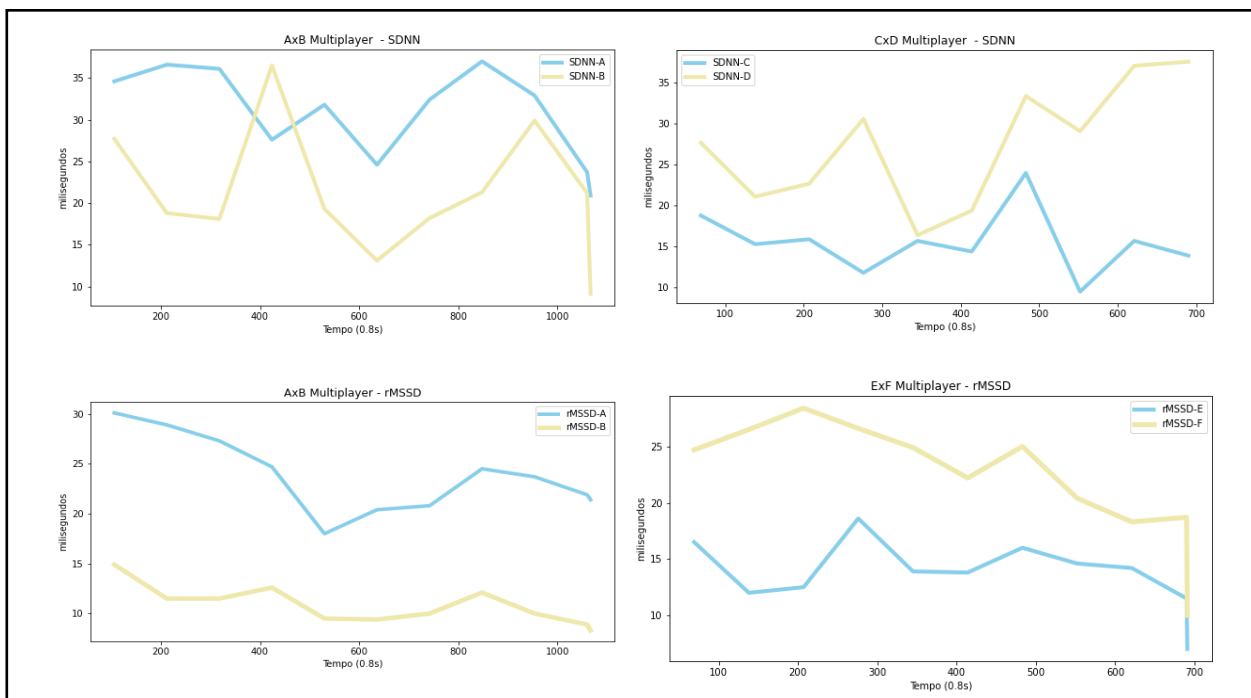 AxB Multiplayer - SDNN
SDNN-A
SDNN-B
milisegundos
35
30
25
20
15
10
200
400
600
800
1000
Tempo (0.8s)
CxD Multiplayer - SDNN
SDNN-C
SDNN-D
milisegundos
35
30
25
20
15
10
100
200
300
400
500
600
700
Tempo (0.8s)
AxB Multiplayer - rMSSD
rMSSD-A
rMSSD-B
milisegundos
30
25
20
15
10
200
400
600
800
1000
Tempo (0.8s)
ExF Multiplayer - rMSSD
rMSSD-E
rMSSD-F
milisegundos
25
20
15
10
100
200
300
400
500
600
700
Tempo (0.8s)